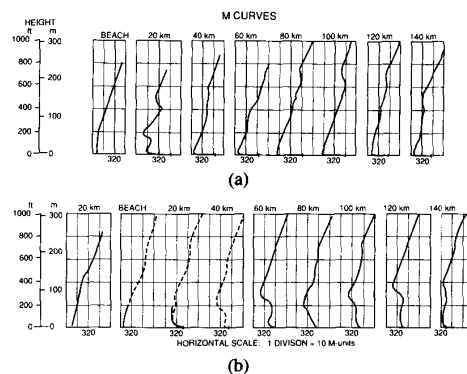 M CURVES
(a)
HEIGHT
ft m BEACH 20 km 40 km 60 km 80 km 100 km 120 km 140 km
1000 300
800
200
600
400 100
200
0 0
320 320 320 320 320 320 320 320
(a)
(b)
ft m 20 km BEACH 20 km 40 km 60 km 80 km 100 km 120 km 140 km
1000 300
800
200
600
400 100
200
0 0
320 320 320 320 320 320 320 320 320
HORIZONTAL SCALE: 1 DIVISON = 10 M-units
(b)